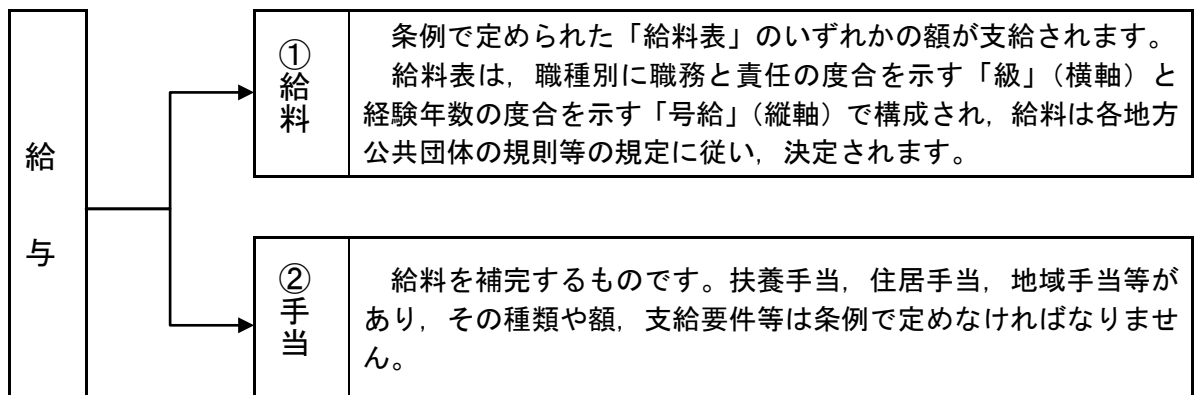 給与
①給料
　条例で定められた「給料表」のいずれかの額が支給されます。
　給料表は，職種別に職務と責任の度合を示す「級」（横軸）と
経験年数の度合を示す「号給」（縦軸）で構成され，給料は各地方
公共団体の規則等の規定に従い，決定されます。
②手当
　給料を補完するものです。扶養手当，住居手当，地域手当等が
あり，その種類や額，支給要件等は条例で定めなければなりませ
ん。